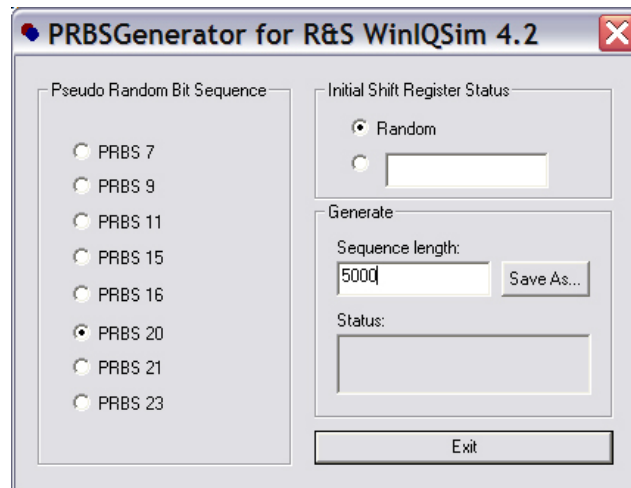 PRBSGenerator for R&S WinIQSim 4.2
Pseudo Random Bit Sequence
PRBS 7
PRBS 9
PRBS 11
PRBS 15
PRBS 16
PRBS 20
PRBS 21
PRBS 23
Initial Shift Register Status
Random
Generate
Sequence length:
5000
Save As...
Status:
Exit